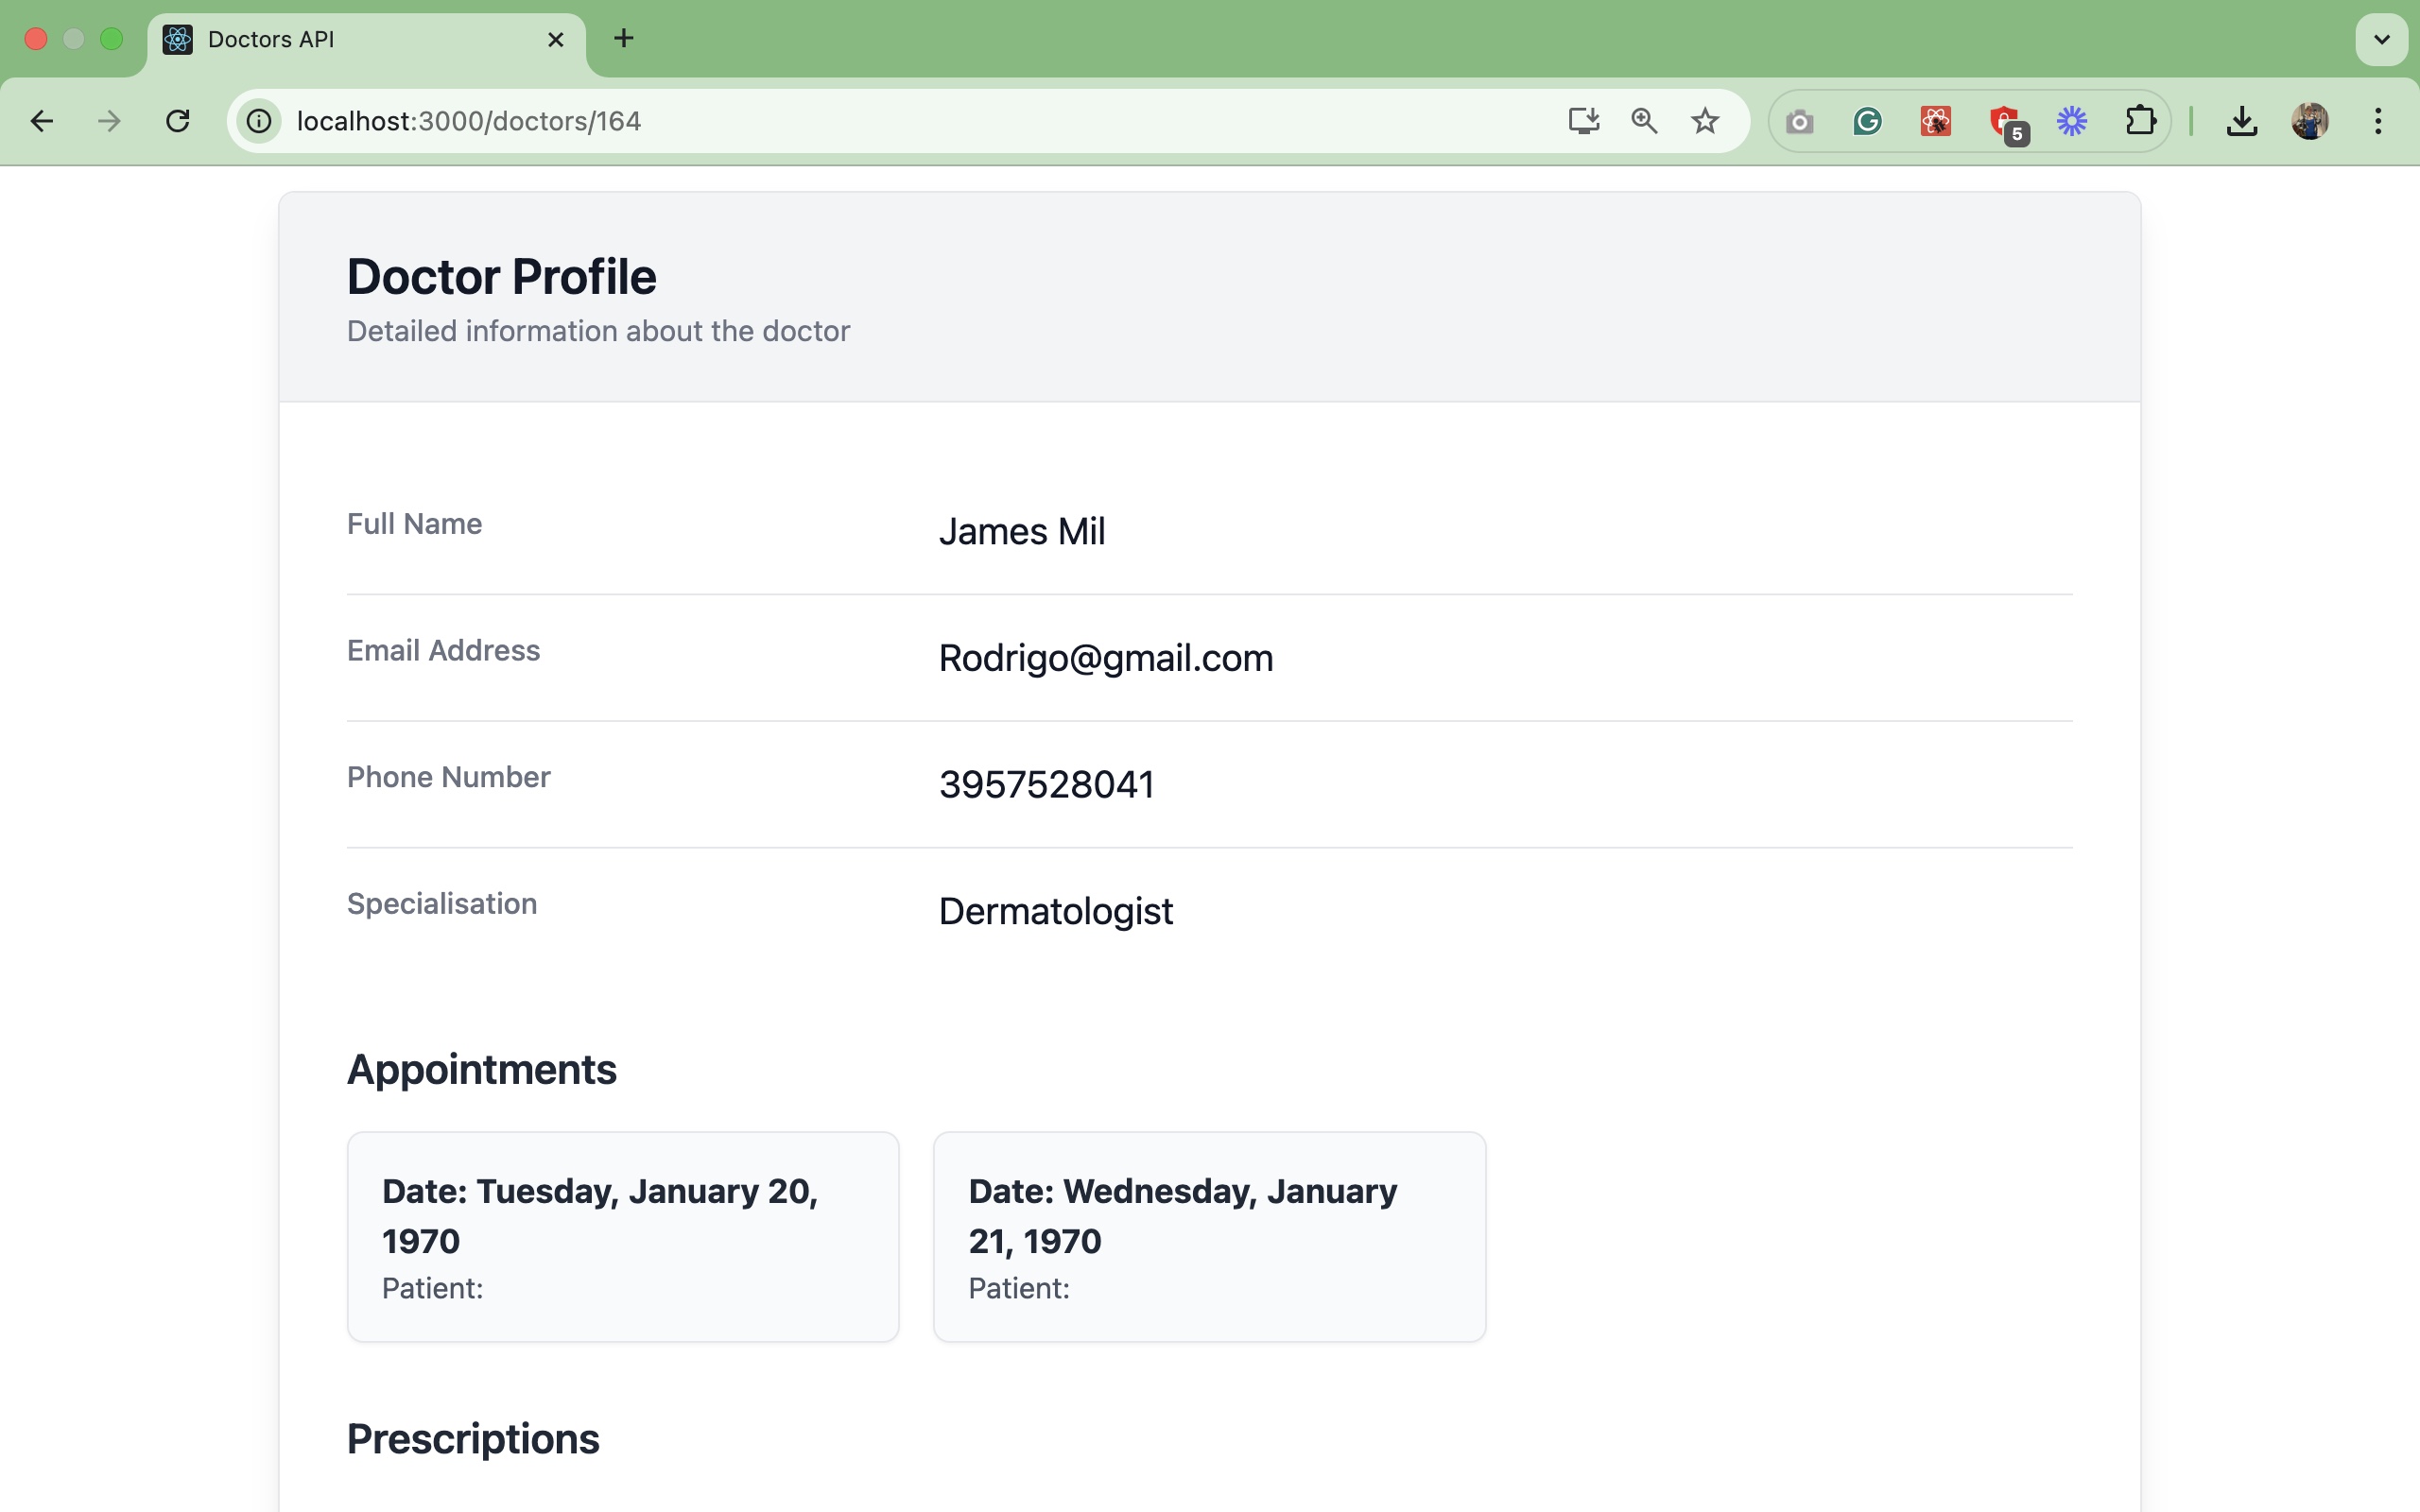 Doctors API
localhost:3000/doctors/164
5
Doctor Profile
Detailed information about the doctor
Full Name
James Mil
Email Address
Rodrigo@gmail.com
Phone Number
3957528041
Specialisation
Dermatologist
Appointments
Date: Tuesday, January 20,
1970
Patient:
Date: Wednesday, January
21, 1970
Patient:
Prescriptions